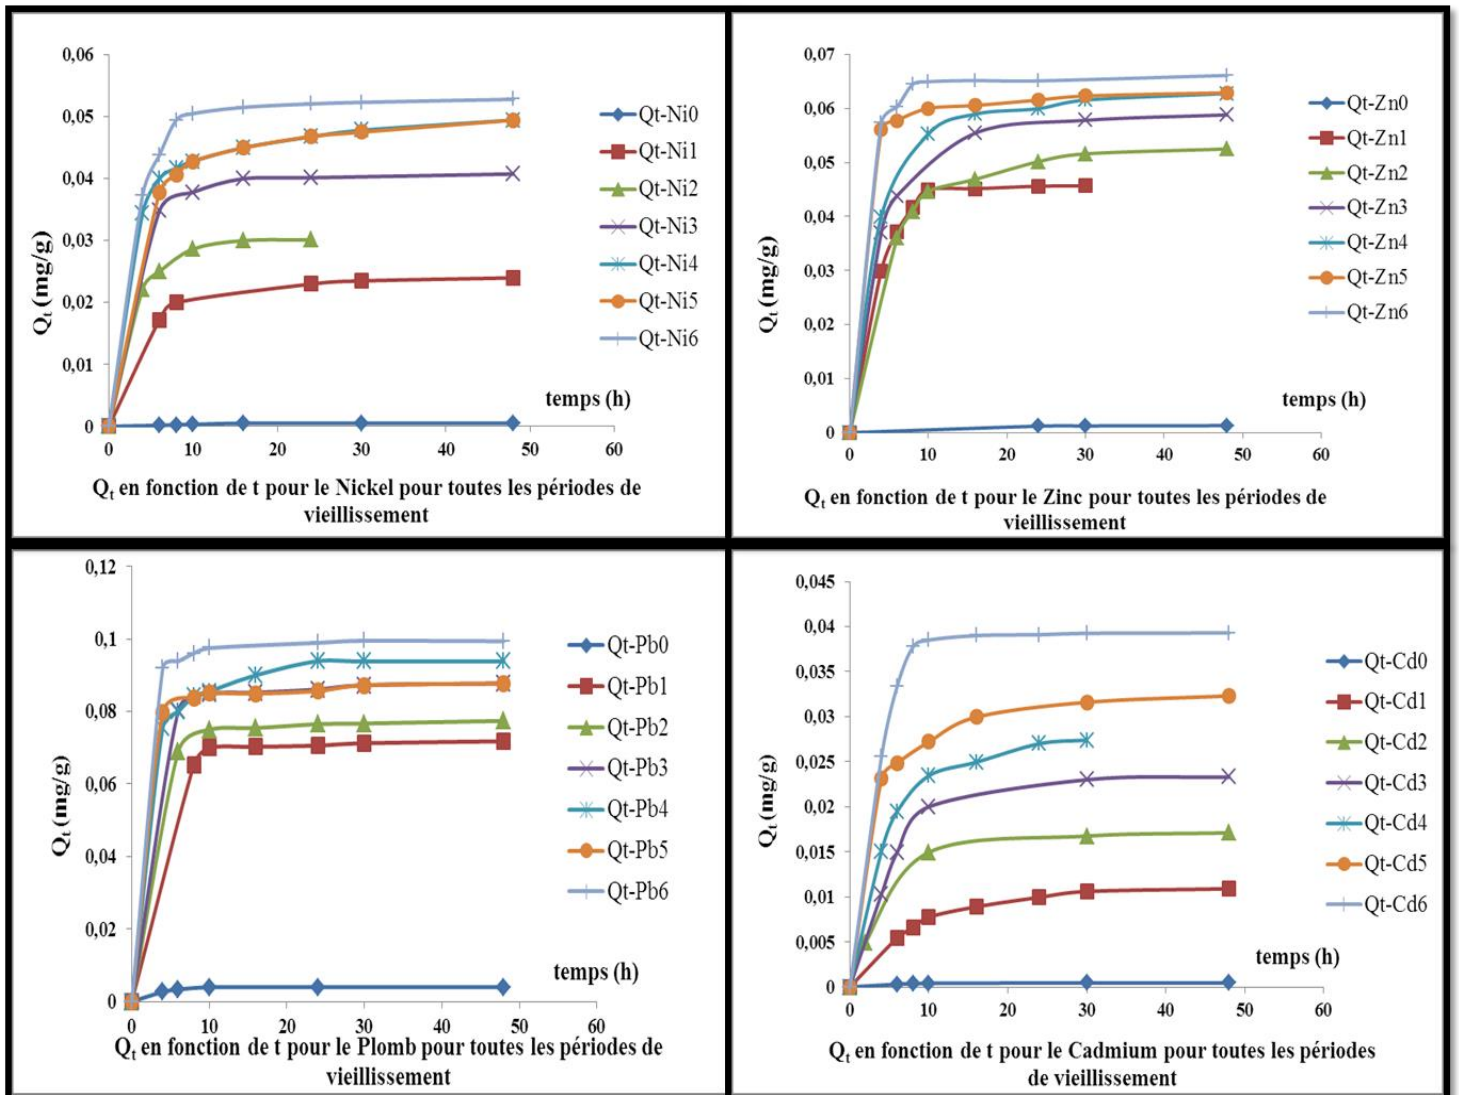 0,06
0,05
0,04
0,03
0,02
0,01
0
Qt (mg/g)
0 10 20 30 40 50 60
temps (h)
Qt-Ni0
Qt-Ni1
Qt-Ni2
Qt-Ni3
Qt-Ni4
Qt-Ni5
Qt-Ni6
Qt en fonction de t pour le Nickel pour toutes les périodes de
vieillissement
0,07
0,06
0,05
0,04
0,03
0,02
0,01
0
Qt (mg/g)
0 10 20 30 40 50 60
temps (h)
Qt-Zn0
Qt-Zn1
Qt-Zn2
Qt-Zn3
Qt-Zn4
Qt-Zn5
Qt-Zn6
Qt en fonction de t pour le Zinc pour toutes les périodes de
vieillissement
0,12
0,1
0,08
0,06
0,04
0,02
0
Qt (mg/g)
0 10 20 30 40 50 60
temps (h)
Qt-Pb0
Qt-Pb1
Qt-Pb2
Qt-Pb3
Qt-Pb4
Qt-Pb5
Qt-Pb6
Qt en fonction de t pour le Plomb pour toutes les périodes de
vieillissement
0,045
0,04
0,035
0,03
0,025
0,02
0,015
0,01
0,005
0
Qt (mg/g)
0 10 20 30 40 50 60
temps (h)
Qt-Cd0
Qt-Cd1
Qt-Cd2
Qt-Cd3
Qt-Cd4
Qt-Cd5
Qt-Cd6
Qt en fonction de t pour le Cadmium pour toutes les périodes
de vieillissement